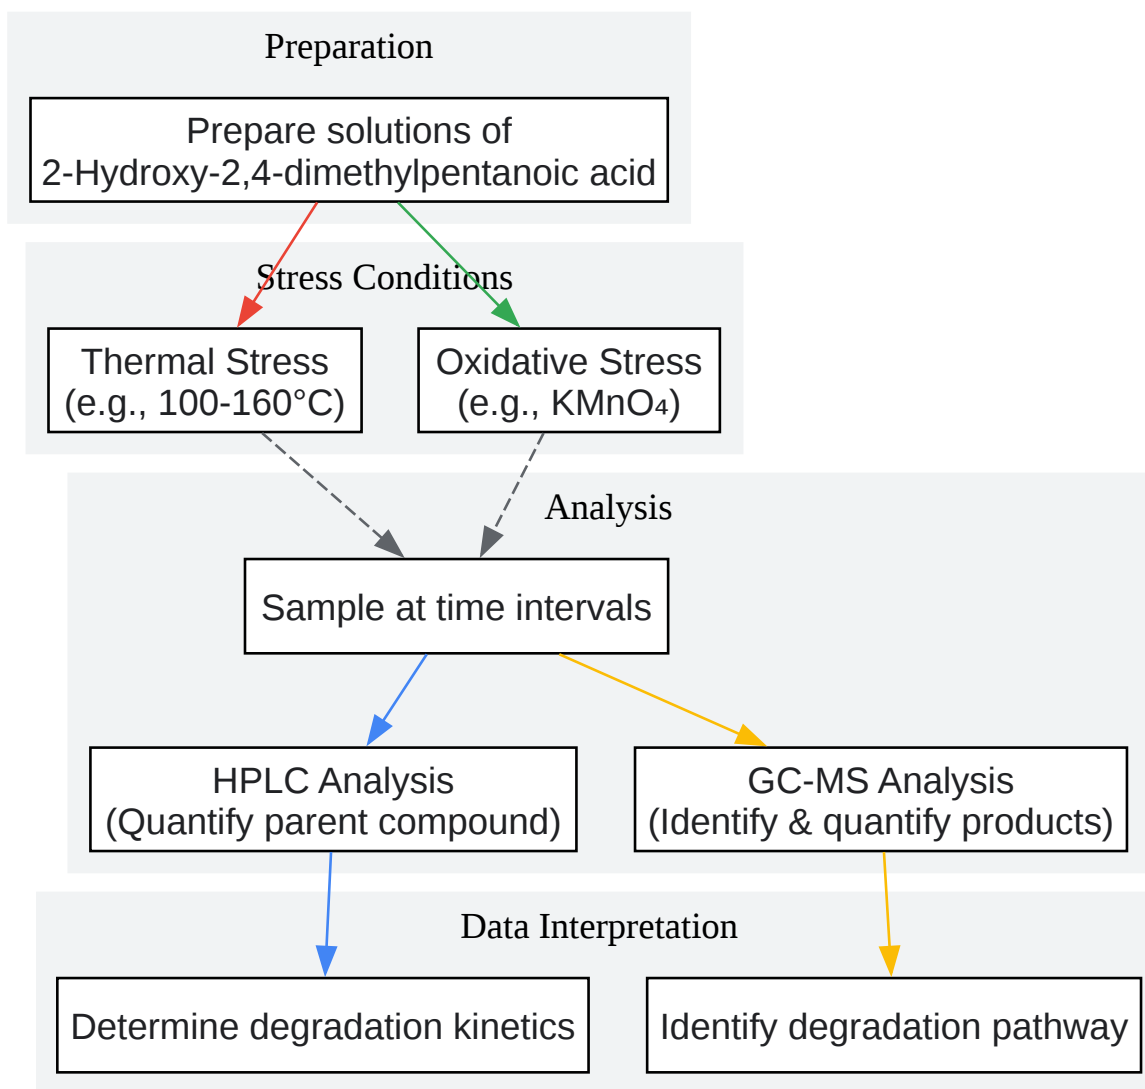 Preparation
Prepare solutions of
2-Hydroxy-2,4-dimethylpentanoic acid
Stress Conditions
Thermal Stress
(e.g., 100-160°C)
Oxidative Stress
(e.g., KMnO₄)
Analysis
Sample at time intervals
HPLC Analysis
(Quantify parent compound)
GC-MS Analysis
(Identify & quantify products)
Data Interpretation
Determine degradation kinetics
Identify degradation pathway